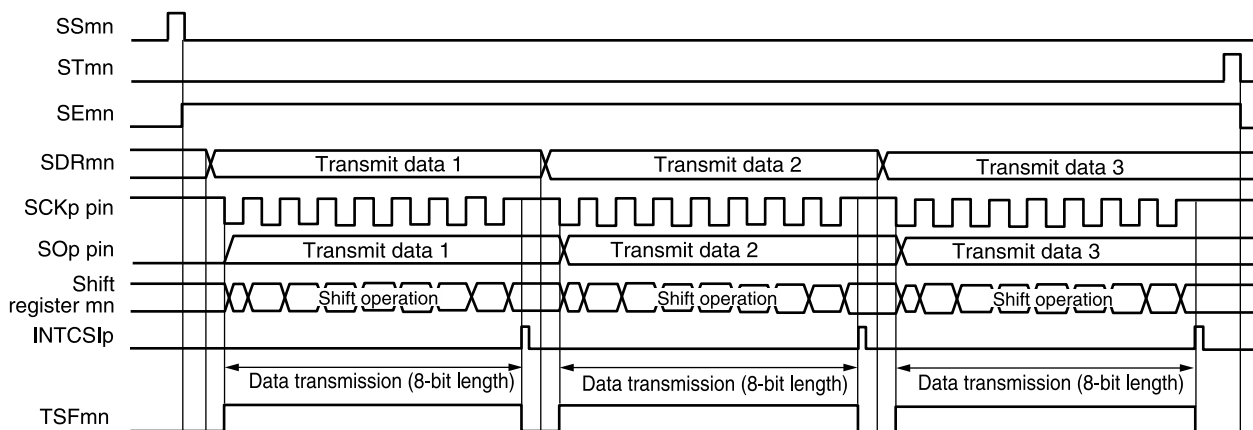 SSmn
STmn
SEmn
SDRmn Transmit data 1 Transmit data 2 Transmit data 3
SCKp pin
SOp pin Transmit data 1 Transmit data 2 Transmit data 3
Shift
register mn Shift operation Shift operation Shift operation
INTCSIp
Data transmission (8-bit length) Data transmission (8-bit length) Data transmission (8-bit length)
TSFmn